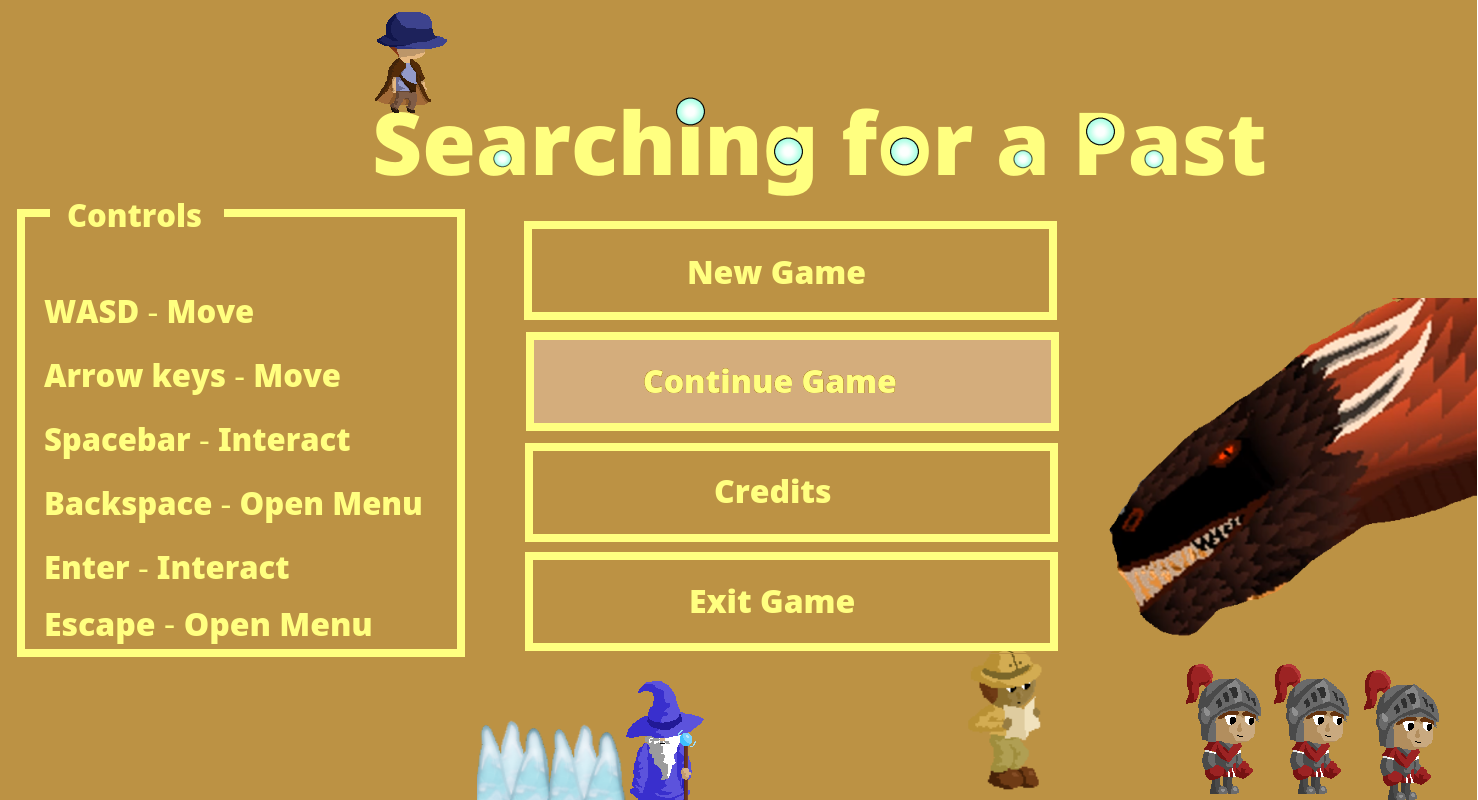 Searching for a Past
Controls
WASD - Move
Arrow keys - Move
Spacebar - Interact
Backspace - Open Menu
Enter - Interact
Escape - Open Menu
New Game
Continue Game
Credits
Exit Game